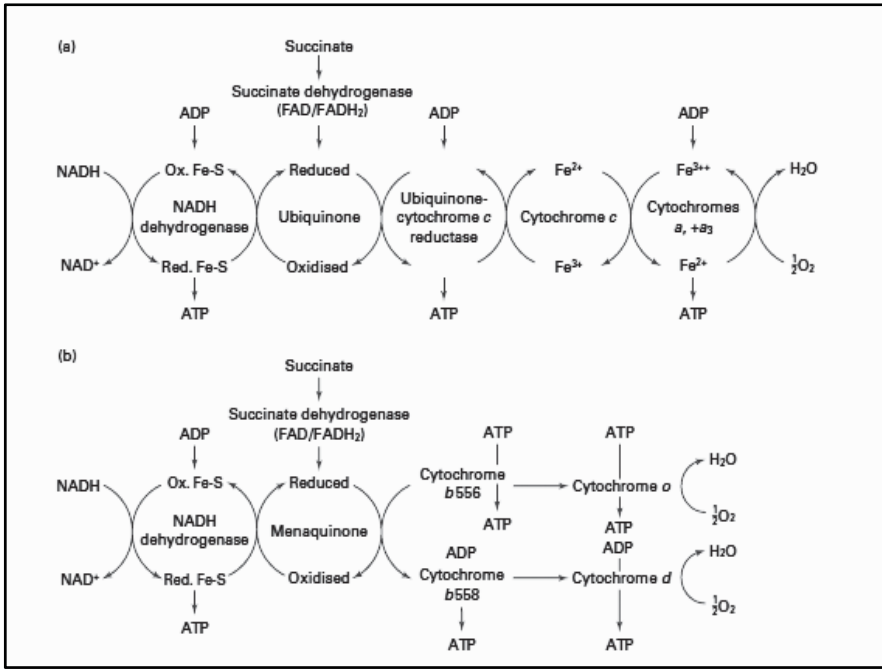 (a)
Succinate
Succinate dehydrogenase
(FAD/FADH₂)
ADP
ADP
ADP
NADH
Ox. Fe-S
Reduced
Fe²⁺
Fe³⁺⁺
H₂O
NADH
dehydrogenase
Ubiquinone
Ubiquinone-
cytochrome c
reductase
Cytochrome c
Cytochromes
a, +a₃
NAD⁺
Red. Fe-S
Oxidised
Fe³⁺
Fe²⁺
½O₂
ATP
ATP
ATP
(b)
Succinate
Succinate dehydrogenase
(FAD/FADH₂)
ADP
ATP
ATP
NADH
Ox. Fe-S
Reduced
Cytochrome
b556
Cytochrome o
H₂O
½O₂
ATP
ATP
NADH
dehydrogenase
Menaquinone
ADP
ADP
H₂O
NAD⁺
Red. Fe-S
Oxidised
Cytochrome
b558
Cytochrome d
½O₂
ATP
ATP
ATP